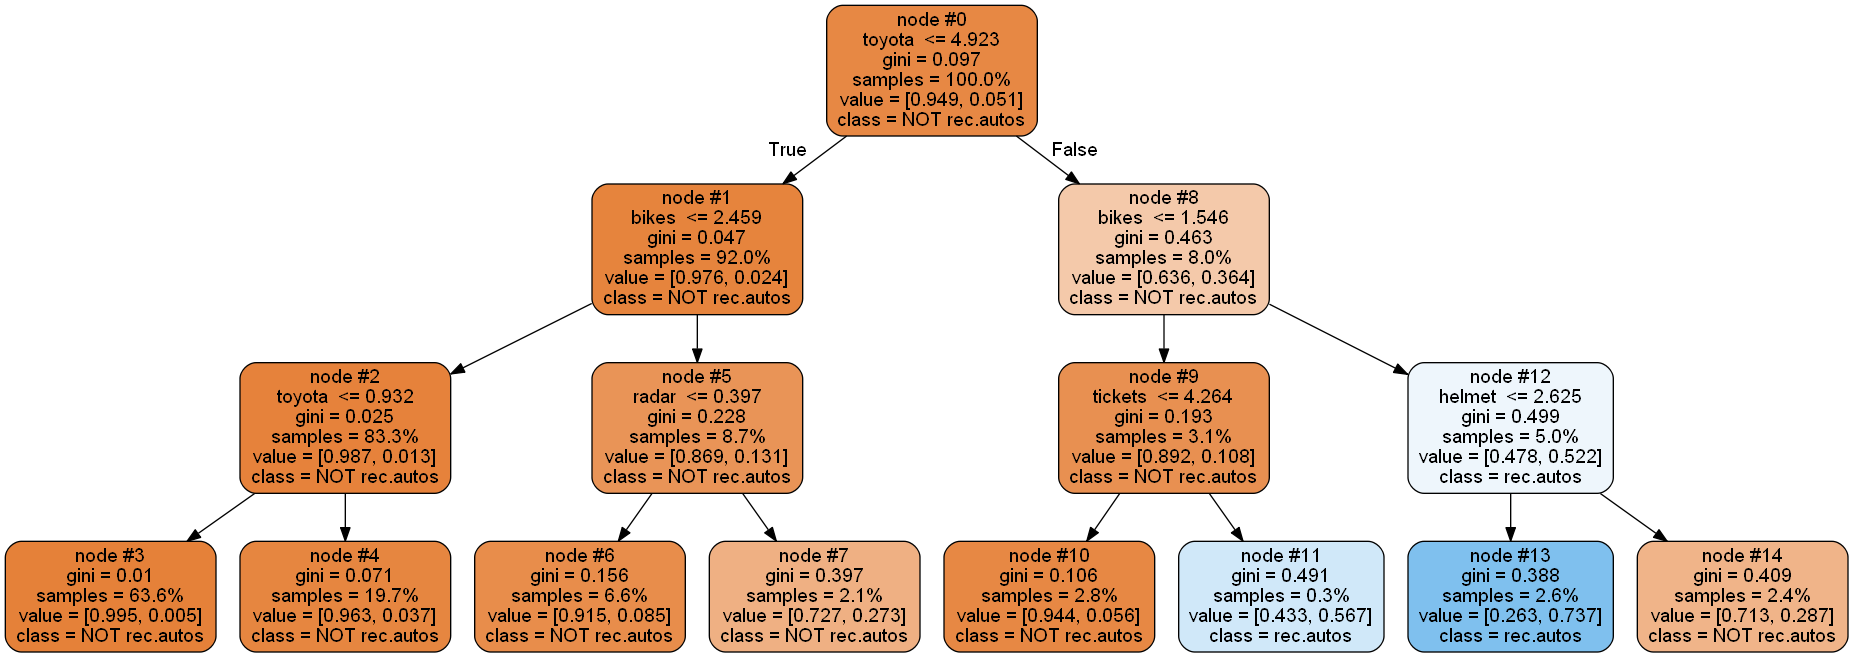 node #0
toyota <= 4.923
gini = 0.097
samples = 100.0%
value = [0.949, 0.051]
class = NOT rec.autos
True
False
node #1
bikes <= 2.459
gini = 0.047
samples = 92.0%
value = [0.976, 0.024]
class = NOT rec.autos
node #8
bikes <= 1.546
gini = 0.463
samples = 8.0%
value = [0.636, 0.364]
class = NOT rec.autos
node #2
toyota <= 0.932
gini = 0.025
samples = 83.3%
value = [0.987, 0.013]
class = NOT rec.autos
node #5
radar <= 0.397
gini = 0.228
samples = 8.7%
value = [0.869, 0.131]
class = NOT rec.autos
node #9
tickets <= 4.264
gini = 0.193
samples = 3.1%
value = [0.892, 0.108]
class = NOT rec.autos
node #12
helmet <= 2.625
gini = 0.499
samples = 5.0%
value = [0.478, 0.522]
class = rec.autos
node #3
gini = 0.01
samples = 63.6%
value = [0.995, 0.005]
class = NOT rec.autos
node #4
gini = 0.071
samples = 19.7%
value = [0.963, 0.037]
class = NOT rec.autos
node #6
gini = 0.156
samples = 6.6%
value = [0.915, 0.085]
class = NOT rec.autos
node #7
gini = 0.397
samples = 2.1%
value = [0.727, 0.273]
class = NOT rec.autos
node #10
gini = 0.106
samples = 2.8%
value = [0.944, 0.056]
class = NOT rec.autos
node #11
gini = 0.491
samples = 0.3%
value = [0.433, 0.567]
class = rec.autos
node #13
gini = 0.388
samples = 2.6%
value = [0.263, 0.737]
class = rec.autos
node #14
gini = 0.409
samples = 2.4%
value = [0.713, 0.287]
class = NOT rec.autos